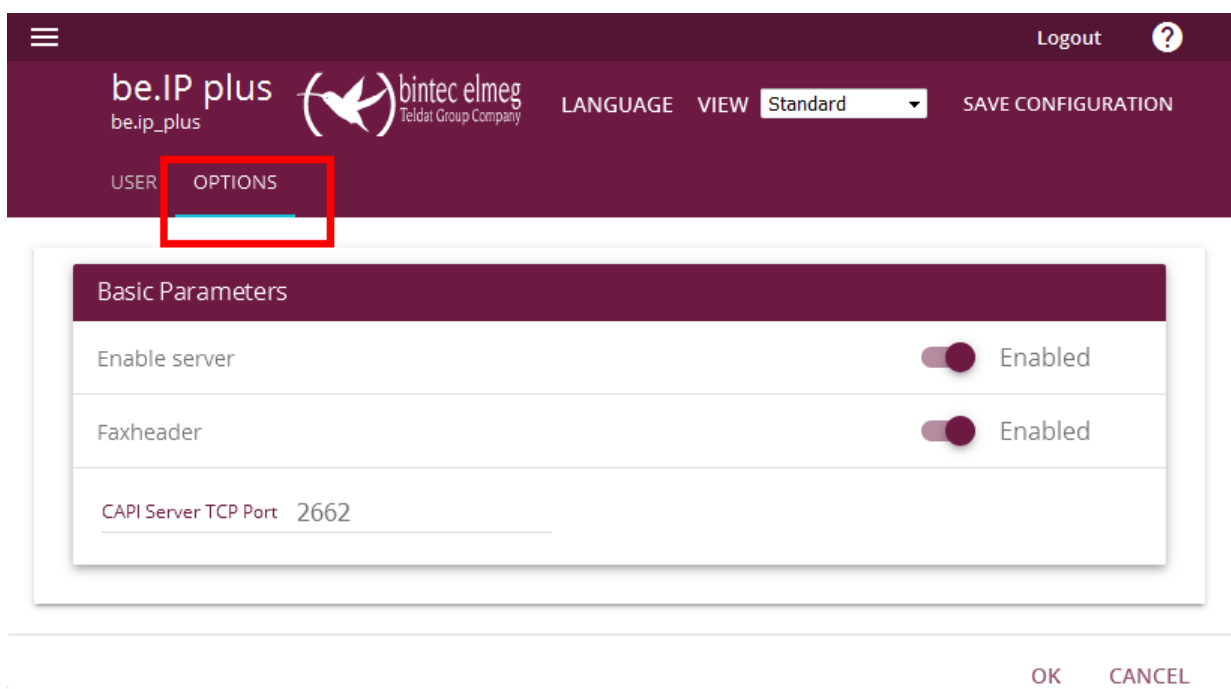 Logout ?
be.IP plus
be.ip_plus
bintec elmeg
Teldat Group Company
LANGUAGE VIEW Standard SAVE CONFIGURATION
USER OPTIONS
Basic Parameters
Enable server Enabled
Faxheader Enabled
CAPI Server TCP Port 2662
OK CANCEL